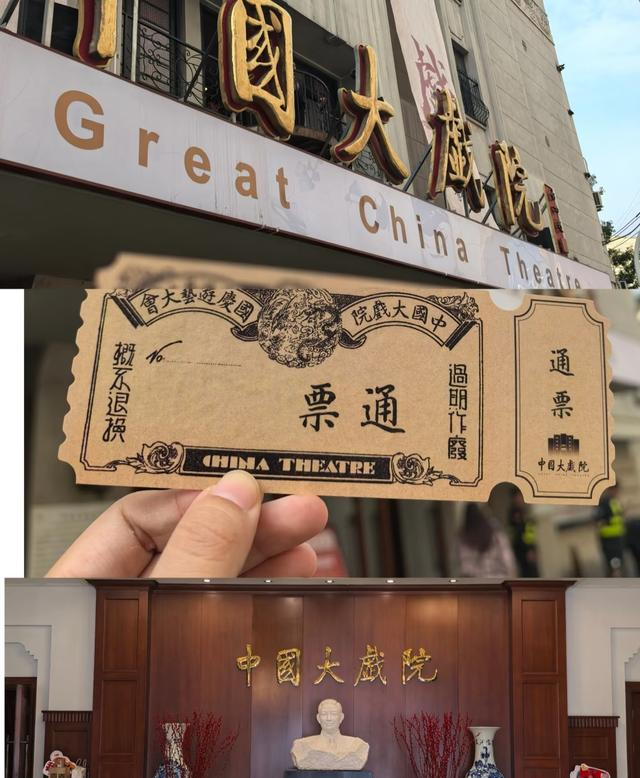 國大戲院
Great China Theatre
戲
中國大戲院
國慶遊藝大會
No
通票
過期作廢
概不退換
CHINA THEATRE
通票
中國大戲院
中國大戲院